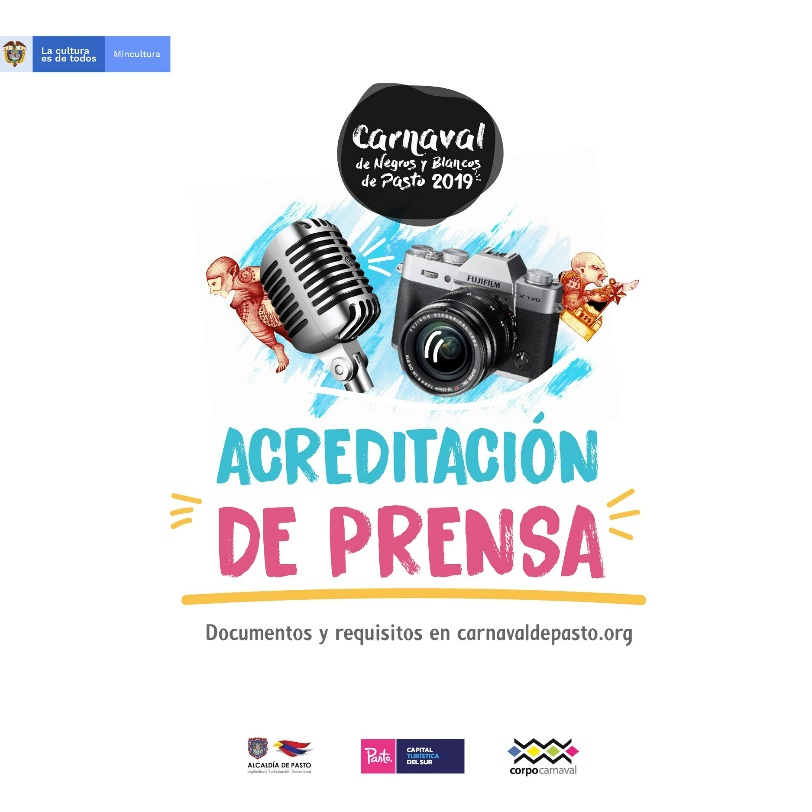 La cultura
es de todos
Mincultura
Carnaval
de Negros y Blancos
de Pasto 2019
FUJIFILM
X-T20
ACREDITACIÓN
DE PRENSA
Documentos y requisitos en carnavaldepasto.org
ALCALDÍA DE PASTO
Pasto
CAPITAL
TURÍSTICA
DEL SUR
corpocarnaval